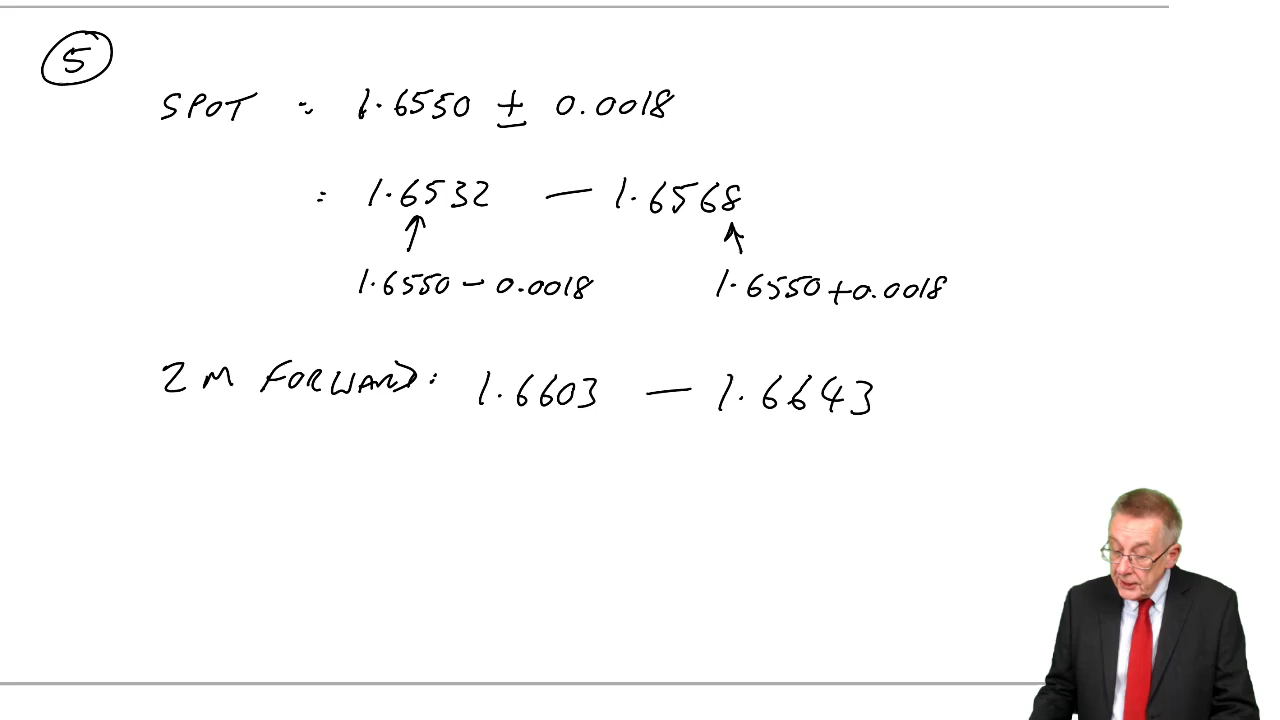 5
SPOT = 1.6550 ± 0.0018
= 1.6532 — 1.6568
↑ ↑
1.6550 - 0.0018 1.6550 + 0.0018
2 M FORWARD: 1.6603 — 1.6643